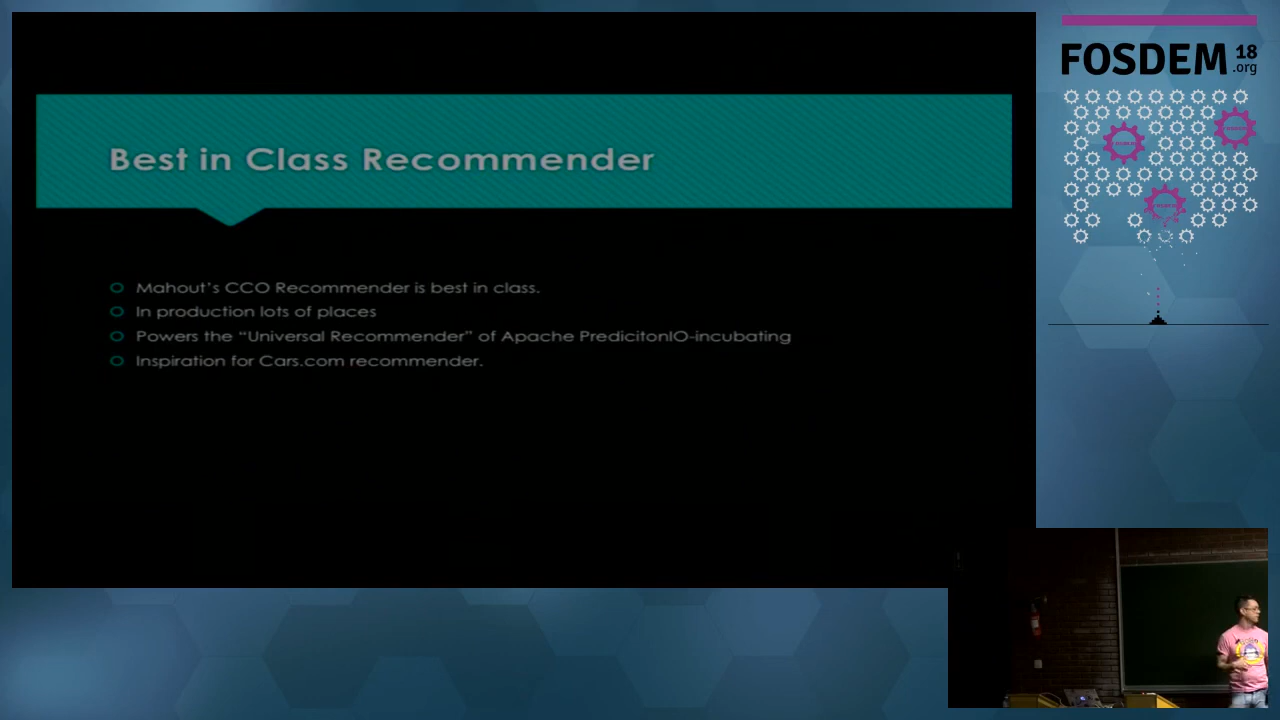 Best in Class Recommender
Mahout's CCO Recommender is best in class.
In production lots of places
Powers the “Universal Recommender” of Apache PredicitonIO-incubating
Inspiration for Cars.com recommender.
FOSDEM 18
.org